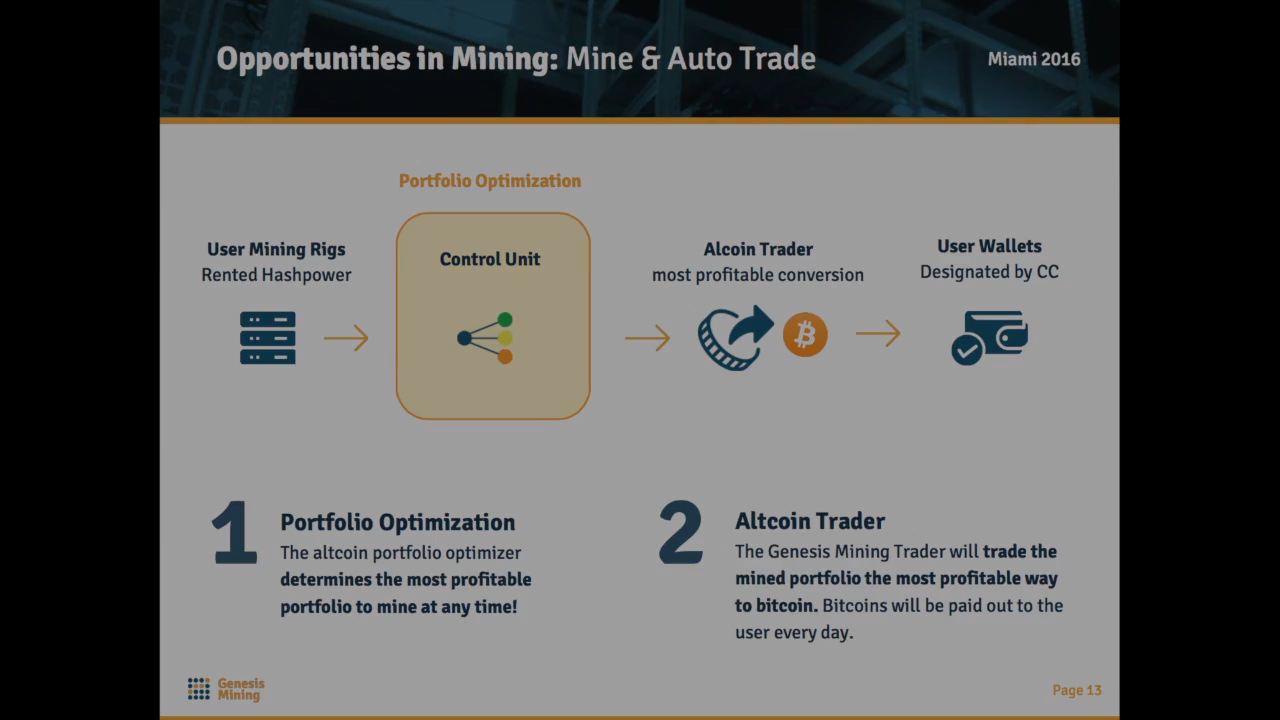 Opportunities in Mining: Mine & Auto Trade
Miami 2016
Portfolio Optimization
User Mining Rigs
Rented Hashpower
Control Unit
Alcoin Trader
most profitable conversion
User Wallets
Designated by CC
1
Portfolio Optimization
The altcoin portfolio optimizer
determines the most profitable
portfolio to mine at any time!
2
Altcoin Trader
The Genesis Mining Trader will trade the
mined portfolio the most profitable way
to bitcoin. Bitcoins will be paid out to the
user every day.
Genesis
Mining
Page 13